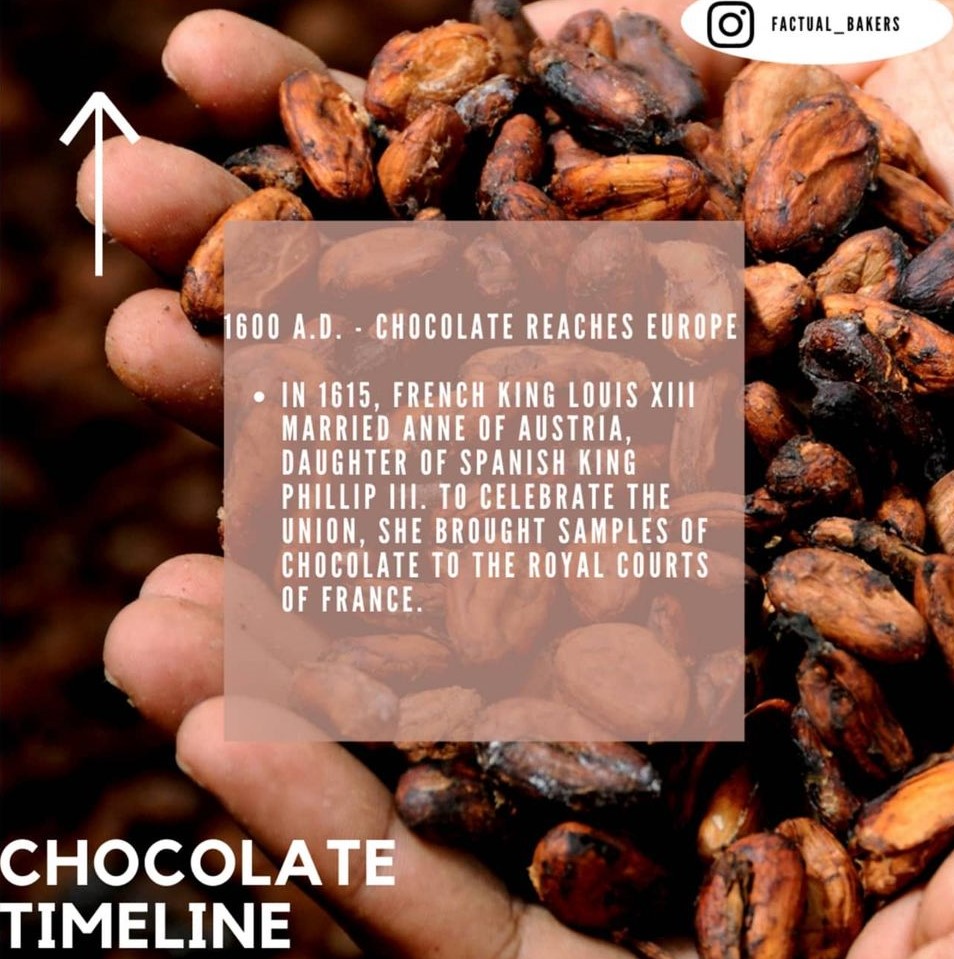 FACTUAL_BAKERS
1600 A.D. - CHOCOLATE REACHES EUROPE
• IN 1615, FRENCH KING LOUIS XIII
MARRIED ANNE OF AUSTRIA,
DAUGHTER OF SPANISH KING
PHILLIP III. TO CELEBRATE THE
UNION, SHE BROUGHT SAMPLES OF
CHOCOLATE TO THE ROYAL COURTS
OF FRANCE.
CHOCOLATE
TIMELINE